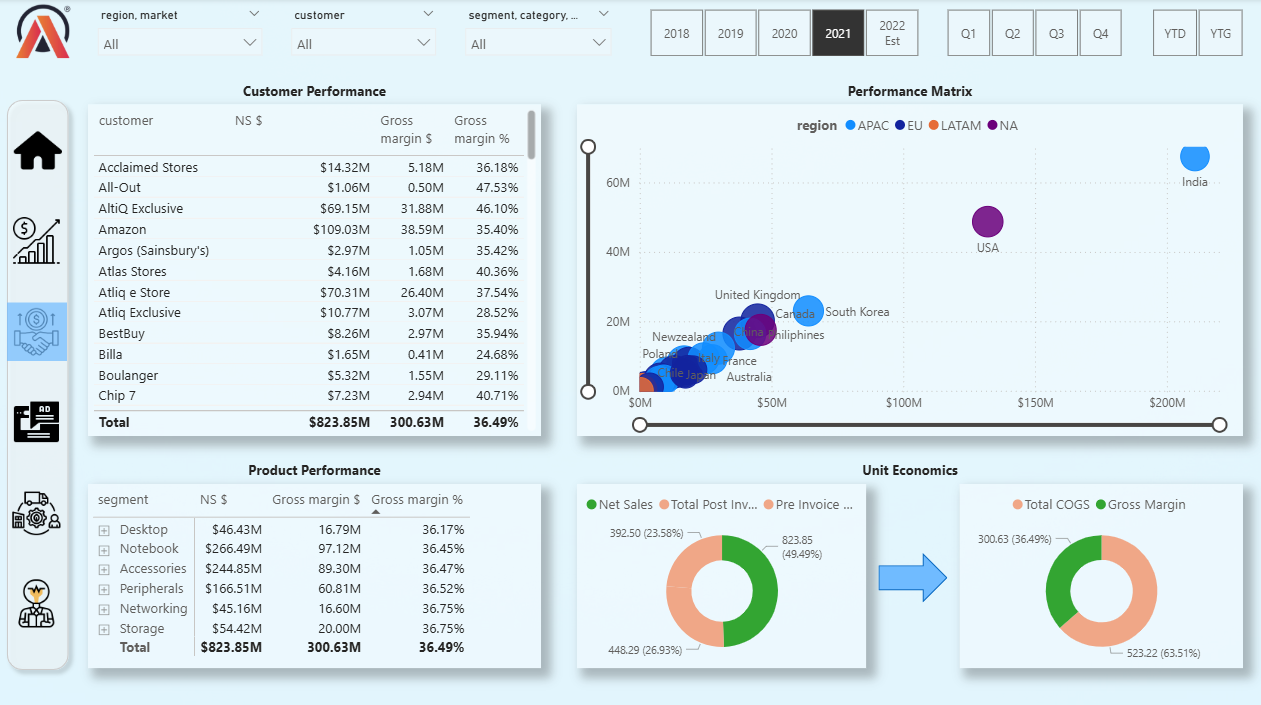 region, market
customer
segment, category, ...
All
All
All
2018
2019
2020
2021
2022
Est
Q1
Q2
Q3
Q4
YTD
YTG
Customer Performance
customer NS $ Gross margin $ Gross margin %
Acclaimed Stores $14.32M 5.18M 36.18%
All-Out $1.06M 0.50M 47.53%
AltiQ Exclusive $69.15M 31.88M 46.10%
Amazon $109.03M 38.59M 35.40%
Argos (Sainsbury's) $2.97M 1.05M 35.42%
Atlas Stores $4.16M 1.68M 40.36%
Atliq e Store $70.31M 26.40M 37.54%
Atliq Exclusive $10.77M 3.07M 28.52%
BestBuy $8.26M 2.97M 35.94%
Billa $1.65M 0.41M 24.68%
Boulanger $5.32M 1.55M 29.11%
Chip 7 $7.23M 2.94M 40.71%
Total $823.85M 300.63M 36.49%
Performance Matrix
region APAC EU LATAM NA
60M
40M
20M
0M
$0M
$50M
$100M
$150M
$200M
India
USA
United Kingdom
Canada
South Korea
China
philiphines
Newzealand
Poland
Italy
France
Chile
Japan
Australia
AD
Product Performance
segment NS $ Gross margin $ Gross margin %
Desktop $46.43M 16.79M 36.17%
Notebook $266.49M 97.12M 36.45%
Accessories $244.85M 89.30M 36.47%
Peripherals $166.51M 60.81M 36.52%
Networking $45.16M 16.60M 36.75%
Storage $54.42M 20.00M 36.75%
Total $823.85M 300.63M 36.49%
Unit Economics
Net Sales Total Post Inv... Pre Invoice ...
392.50 (23.58%)
823.85
(49.49%)
448.29 (26.93%)
Total COGS Gross Margin
300.63 (36.49%)
523.22 (63.51%)